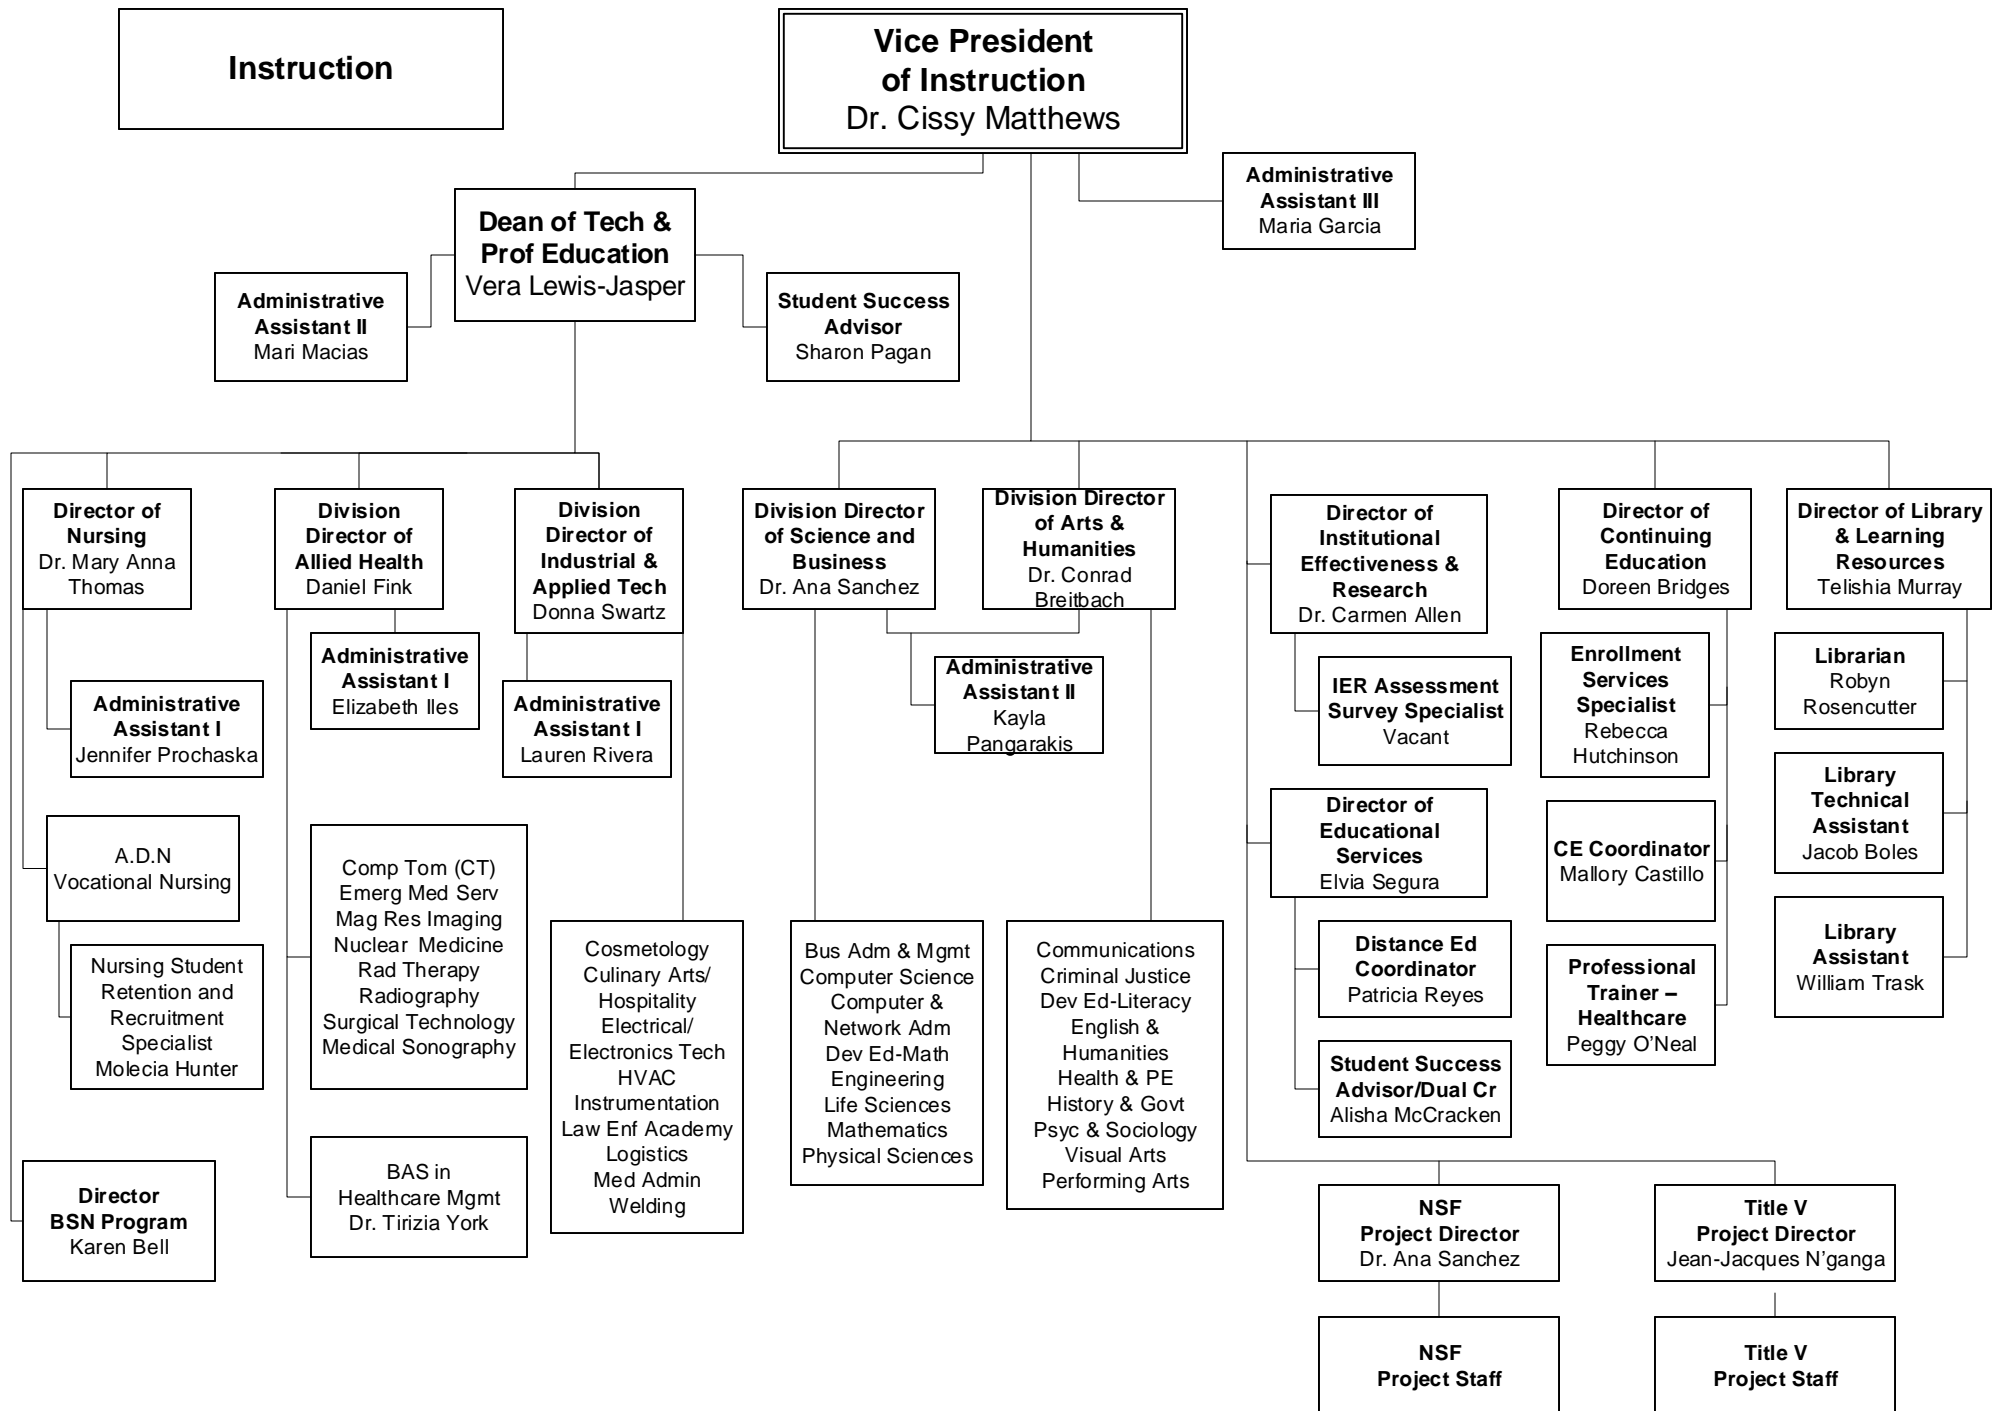 Instruction
Vice President
of Instruction
Dr. Cissy Matthews
Administrative
Assistant III
Maria Garcia
Dean of Tech &
Prof Education
Vera Lewis-Jasper
Administrative
Assistant II
Mari Macias
Student Success
Advisor
Sharon Pagan
Director of
Nursing
Dr. Mary Anna
Thomas
Division
Director of
Allied Health
Daniel Fink
Division
Director of
Industrial &
Applied Tech
Donna Swartz
Division Director
of Science and
Business
Dr. Ana Sanchez
Division Director
of Arts &
Humanities
Dr. Conrad
Breitbach
Director of
Institutional
Effectiveness &
Research
Dr. Carmen Allen
Director of
Continuing
Education
Doreen Bridges
Director of Library
& Learning
Resources
Telishia Murray
Administrative
Assistant I
Jennifer Prochaska
Administrative
Assistant I
Elizabeth Iles
Administrative
Assistant I
Lauren Rivera
Administrative
Assistant II
Kayla
Pangarakis
IER Assessment
Survey Specialist
Vacant
Enrollment
Services
Specialist
Rebecca
Hutchinson
Librarian
Robyn
Rosencutter
Library
Technical
Assistant
Jacob Boles
Director of
Educational
Services
Elvia Segura
CE Coordinator
Mallory Castillo
Library
Assistant
William Trask
A.D.N
Vocational Nursing
Nursing Student
Retention and
Recruitment
Specialist
Molecia Hunter
Comp Tom (CT)
Emerg Med Serv
Mag Res Imaging
Nuclear Medicine
Rad Therapy
Radiography
Surgical Technology
Medical Sonography
Cosmetology
Culinary Arts/
Hospitality
Electrical/
Electronics Tech
HVAC
Instrumentation
Law Enf Academy
Logistics
Med Admin
Welding
Bus Adm & Mgmt
Computer Science
Computer &
Network Adm
Dev Ed-Math
Engineering
Life Sciences
Mathematics
Physical Sciences
Communications
Criminal Justice
Dev Ed-Literacy
English &
Humanities
Health & PE
History & Govt
Psyc & Sociology
Visual Arts
Performing Arts
Distance Ed
Coordinator
Patricia Reyes
Professional
Trainer –
Healthcare
Peggy O’Neal
Student Success
Advisor/Dual Cr
Alisha McCracken
Director
BSN Program
Karen Bell
BAS in
Healthcare Mgmt
Dr. Tirizia York
NSF
Project Director
Dr. Ana Sanchez
Title V
Project Director
Jean-Jacques N’ganga
NSF
Project Staff
Title V
Project Staff